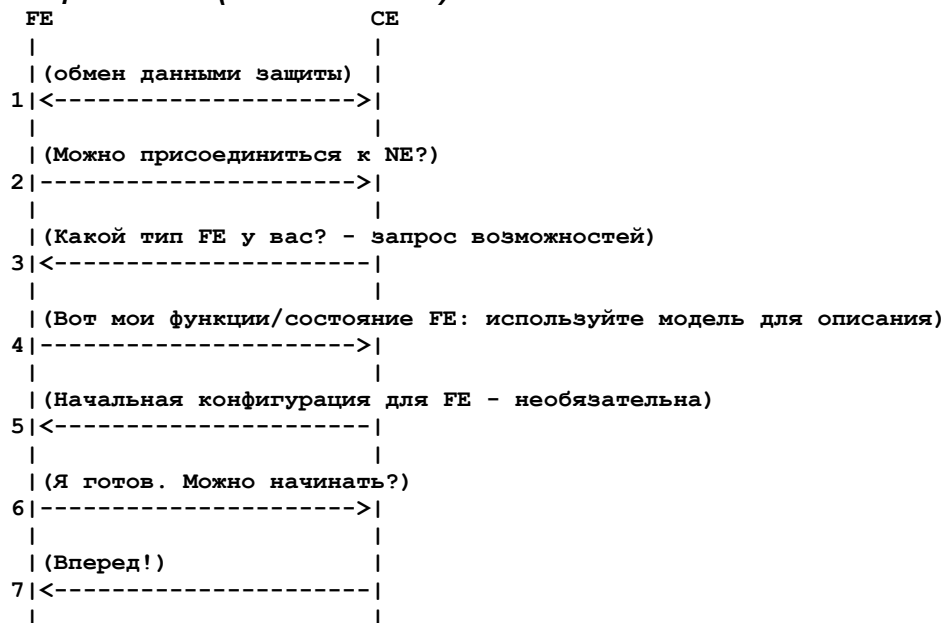 FE                      CE
 |                       |
 |(обмен данными защиты) |
1|<--------------------->|
 |                       |
 |(Можно присоединиться к NE?)
2|---------------------->|
 |                       |
 |(Какой тип FE у вас? - запрос возможностей)
3|<----------------------|
 |                       |
 |(Вот мои функции/состояние FE: используйте модель для описания)
4|---------------------->|
 |                       |
 |(Начальная конфигурация для FE - необязательна)
5|<----------------------|
 |                       |
 |(Я готов. Можно начинать?)
6|---------------------->|
 |                       |
 |(Вперед!)              |
7|<----------------------|
 |                       |